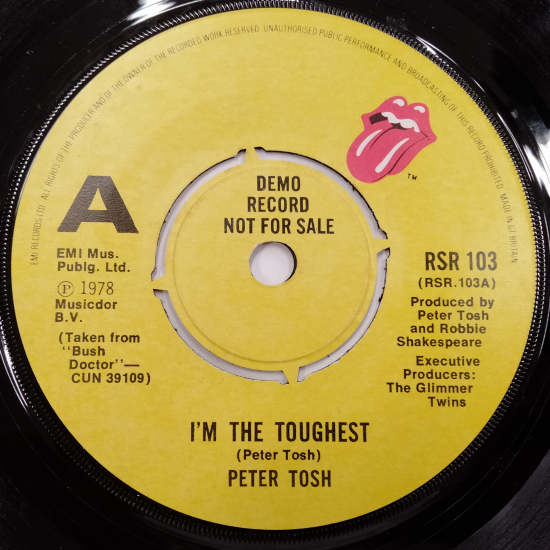 EMI RECORDS LTD. ALL RIGHTS OF THE PRODUCER AND OF THE OWNER OF THE RECORDED WORK RESERVED. UNAUTHORISED PUBLIC PERFORMANCE AND BROADCASTING OF THIS RECORD PROHIBITED. MADE IN GT BRITAIN.
TM
A
DEMO
RECORD
NOT FOR SALE
EMI Mus.
Publg. Ltd.
Ⓟ 1978
Musicdor
B.V.
(Taken from
"Bush
Doctor"—
CUN 39109)
RSR 103
(RSR.103A)
Produced by
Peter Tosh
and Robbie
Shakespeare
Executive
Producers:
The Glimmer
Twins
I'M THE TOUGHEST
(Peter Tosh)
PETER TOSH